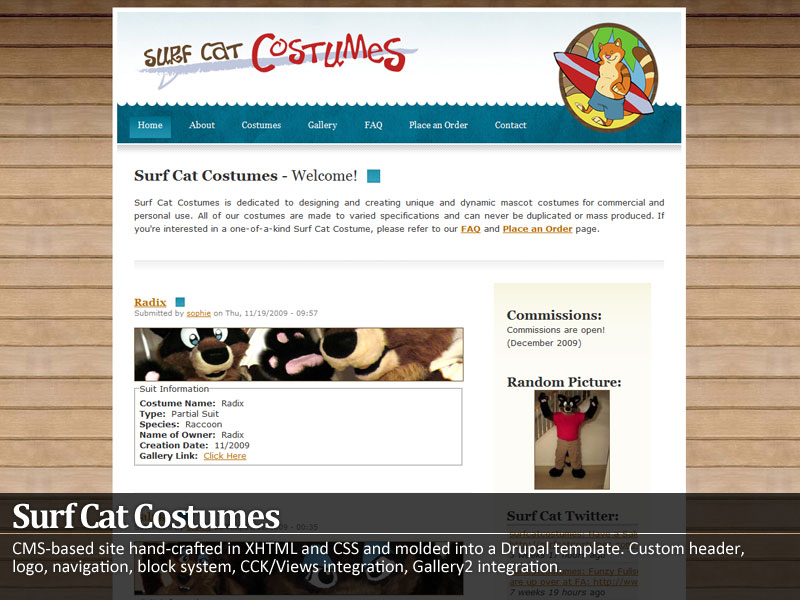 SURF CAT COSTUMES
Home About Costumes Gallery FAQ Place an Order Contact
Surf Cat Costumes - Welcome!
Surf Cat Costumes is dedicated to designing and creating unique and dynamic mascot costumes for commercial and
personal use. All of our costumes are made to varied specifications and can never be duplicated or mass produced. If
you're interested in a one-of-a-kind Surf Cat Costume, please refer to our FAQ and Place an Order page.
Radix
Submitted by sophie on Thu, 11/19/2009 - 09:57
Suit Information
Costume Name: Radix
Type: Partial Suit
Species: Raccoon
Name of Owner: Radix
Creation Date: 11/2009
Gallery Link: Click Here
Commissions:
Commissions are open!
(December 2009)
Random Picture:
Surf Cat Twitter:
surfcatcostumes: Have a
hours ago
Funzy
are up over at FA: http://ww
7 weeks 19 hours ago
- 00:35
Surf Cat Costumes
CMS-based site hand-crafted in XHTML and CSS and molded into a Drupal template. Custom header,
logo, navigation, block system, CCK/Views integration, Gallery2 integration.